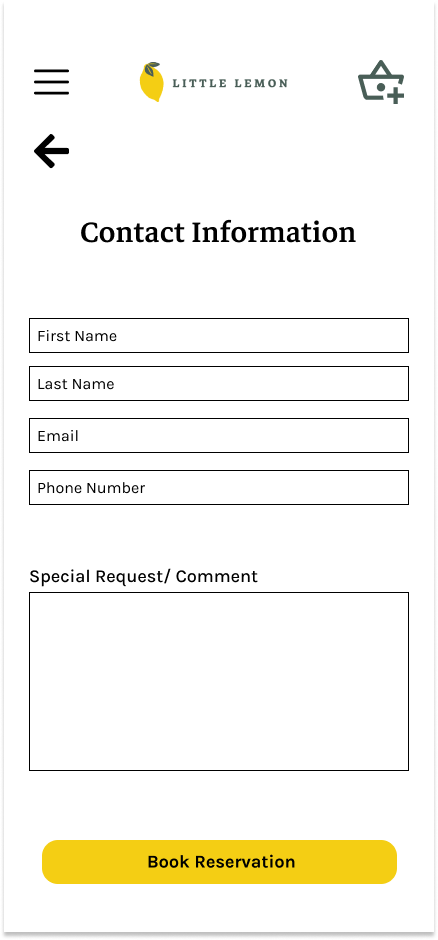 LITTLE LEMON
Contact Information
First Name
Last Name
Email
Phone Number
Special Request/ Comment
Book Reservation